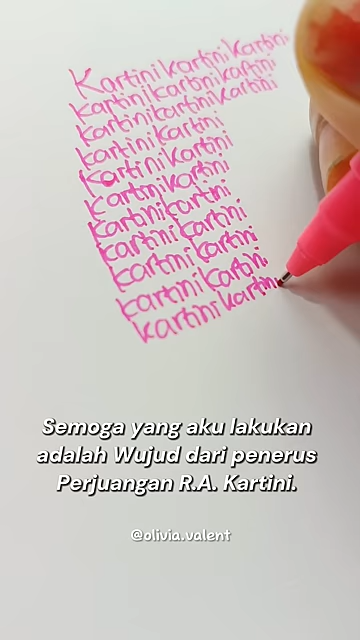 Kartini kartini Kartini
kartini kartini kartini
kartini kartini kartini
kartini kartini
Kartini kartini
kartini kartini
kartini kartini
kartini kartini
kartini kartini
kartini kartini
kartini kartini
Semoga yang aku lakukan
adalah Wujud dari penerus
Perjuangan R.A. Kartini.
@olivia.valent